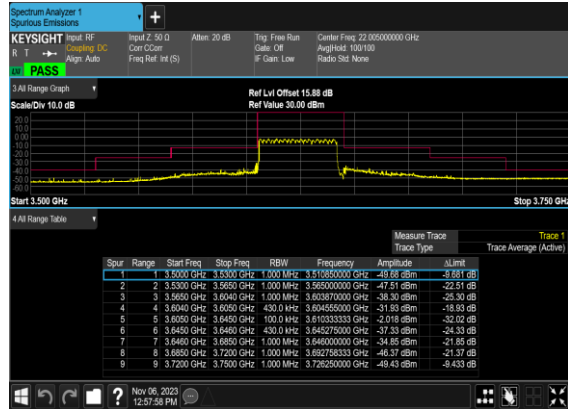 Spectrum Analyzer 1
Spurious Emissions
KEYSIGHT Input: RF Input Z: 50 Ω Atten: 20 dB Trig: Free Run Center Freq: 22.005000000 GHz
R T Coupling: DC Corr CCorr Gate: Off Avg|Hold: 100/100
Align: Auto Freq Ref: Int (S) IF Gain: Low Radio Std: None
PASS
3 All Range Graph
Ref Lvl Offset 15.88 dB
Scale/Div 10.0 dB Ref Value 30.00 dBm
20.0
10.0
0.00
-10.0
-20.0
-30.0
-40.0
-50.0
-60.0
Start 3.500 GHz Stop 3.750 GHz
4 All Range Table
Measure Trace Trace 1
Trace Type Trace Average (Active)
Spur Range Start Freq Stop Freq RBW Frequency Amplitude ΔLimit
1 1 3.5000 GHz 3.5300 GHz 1.000 MHz 3.510850000 GHz -49.68 dBm -9.681 dB
2 2 3.5300 GHz 3.5650 GHz 1.000 MHz 3.565000000 GHz -47.51 dBm -22.51 dB
3 3 3.5650 GHz 3.6040 GHz 1.000 MHz 3.603870000 GHz -38.30 dBm -25.30 dB
4 4 3.6040 GHz 3.6050 GHz 430.0 kHz 3.604555000 GHz -31.93 dBm -18.93 dB
5 5 3.6050 GHz 3.6450 GHz 100.0 kHz 3.610333333 GHz -2.018 dBm -32.02 dB
6 6 3.6450 GHz 3.6460 GHz 430.0 kHz 3.645275000 GHz -37.33 dBm -24.33 dB
7 7 3.6460 GHz 3.6850 GHz 1.000 MHz 3.646000000 GHz -34.85 dBm -21.85 dB
8 8 3.6850 GHz 3.7200 GHz 1.000 MHz 3.692758333 GHz -46.37 dBm -21.37 dB
9 9 3.7200 GHz 3.7500 GHz 1.000 MHz 3.726250000 GHz -49.43 dBm -9.433 dB
Nov 06, 2023
12:57:58 PM